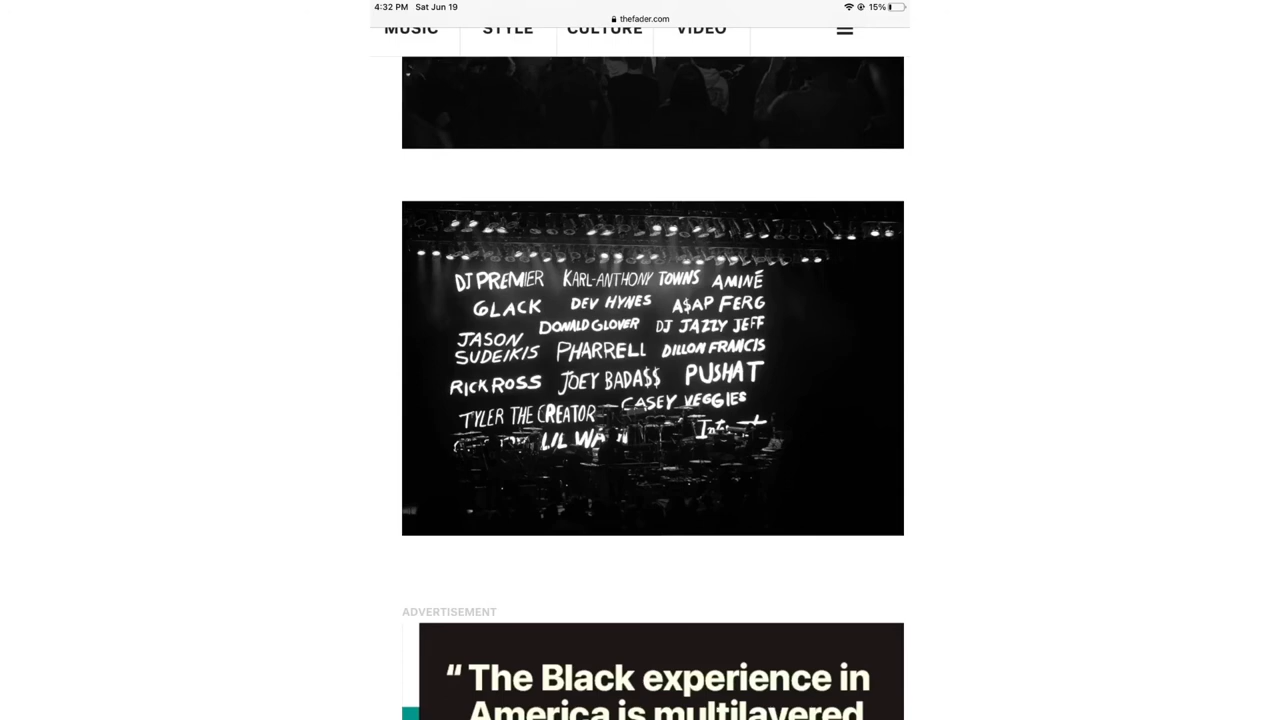 4:32 PM Sat Jun 19
15%
thefader.com
MUSIC STYLE CULTURE VIDEO
DJ PREMIER KARL-ANTHONY TOWNS AMINÉ
6LACK DEV HYNES A$AP FERG
DONALD GLOVER DJ JAZZY JEFF
JASON
SUDEIKIS PHARRELL DILLON FRANCIS
RICK ROSS JOEY BADA$$ PUSHA T
CASEY VEGGIES
TYLER THE CREATOR
LIL
ADVERTISEMENT
“ The Black experience in
America is multilayered